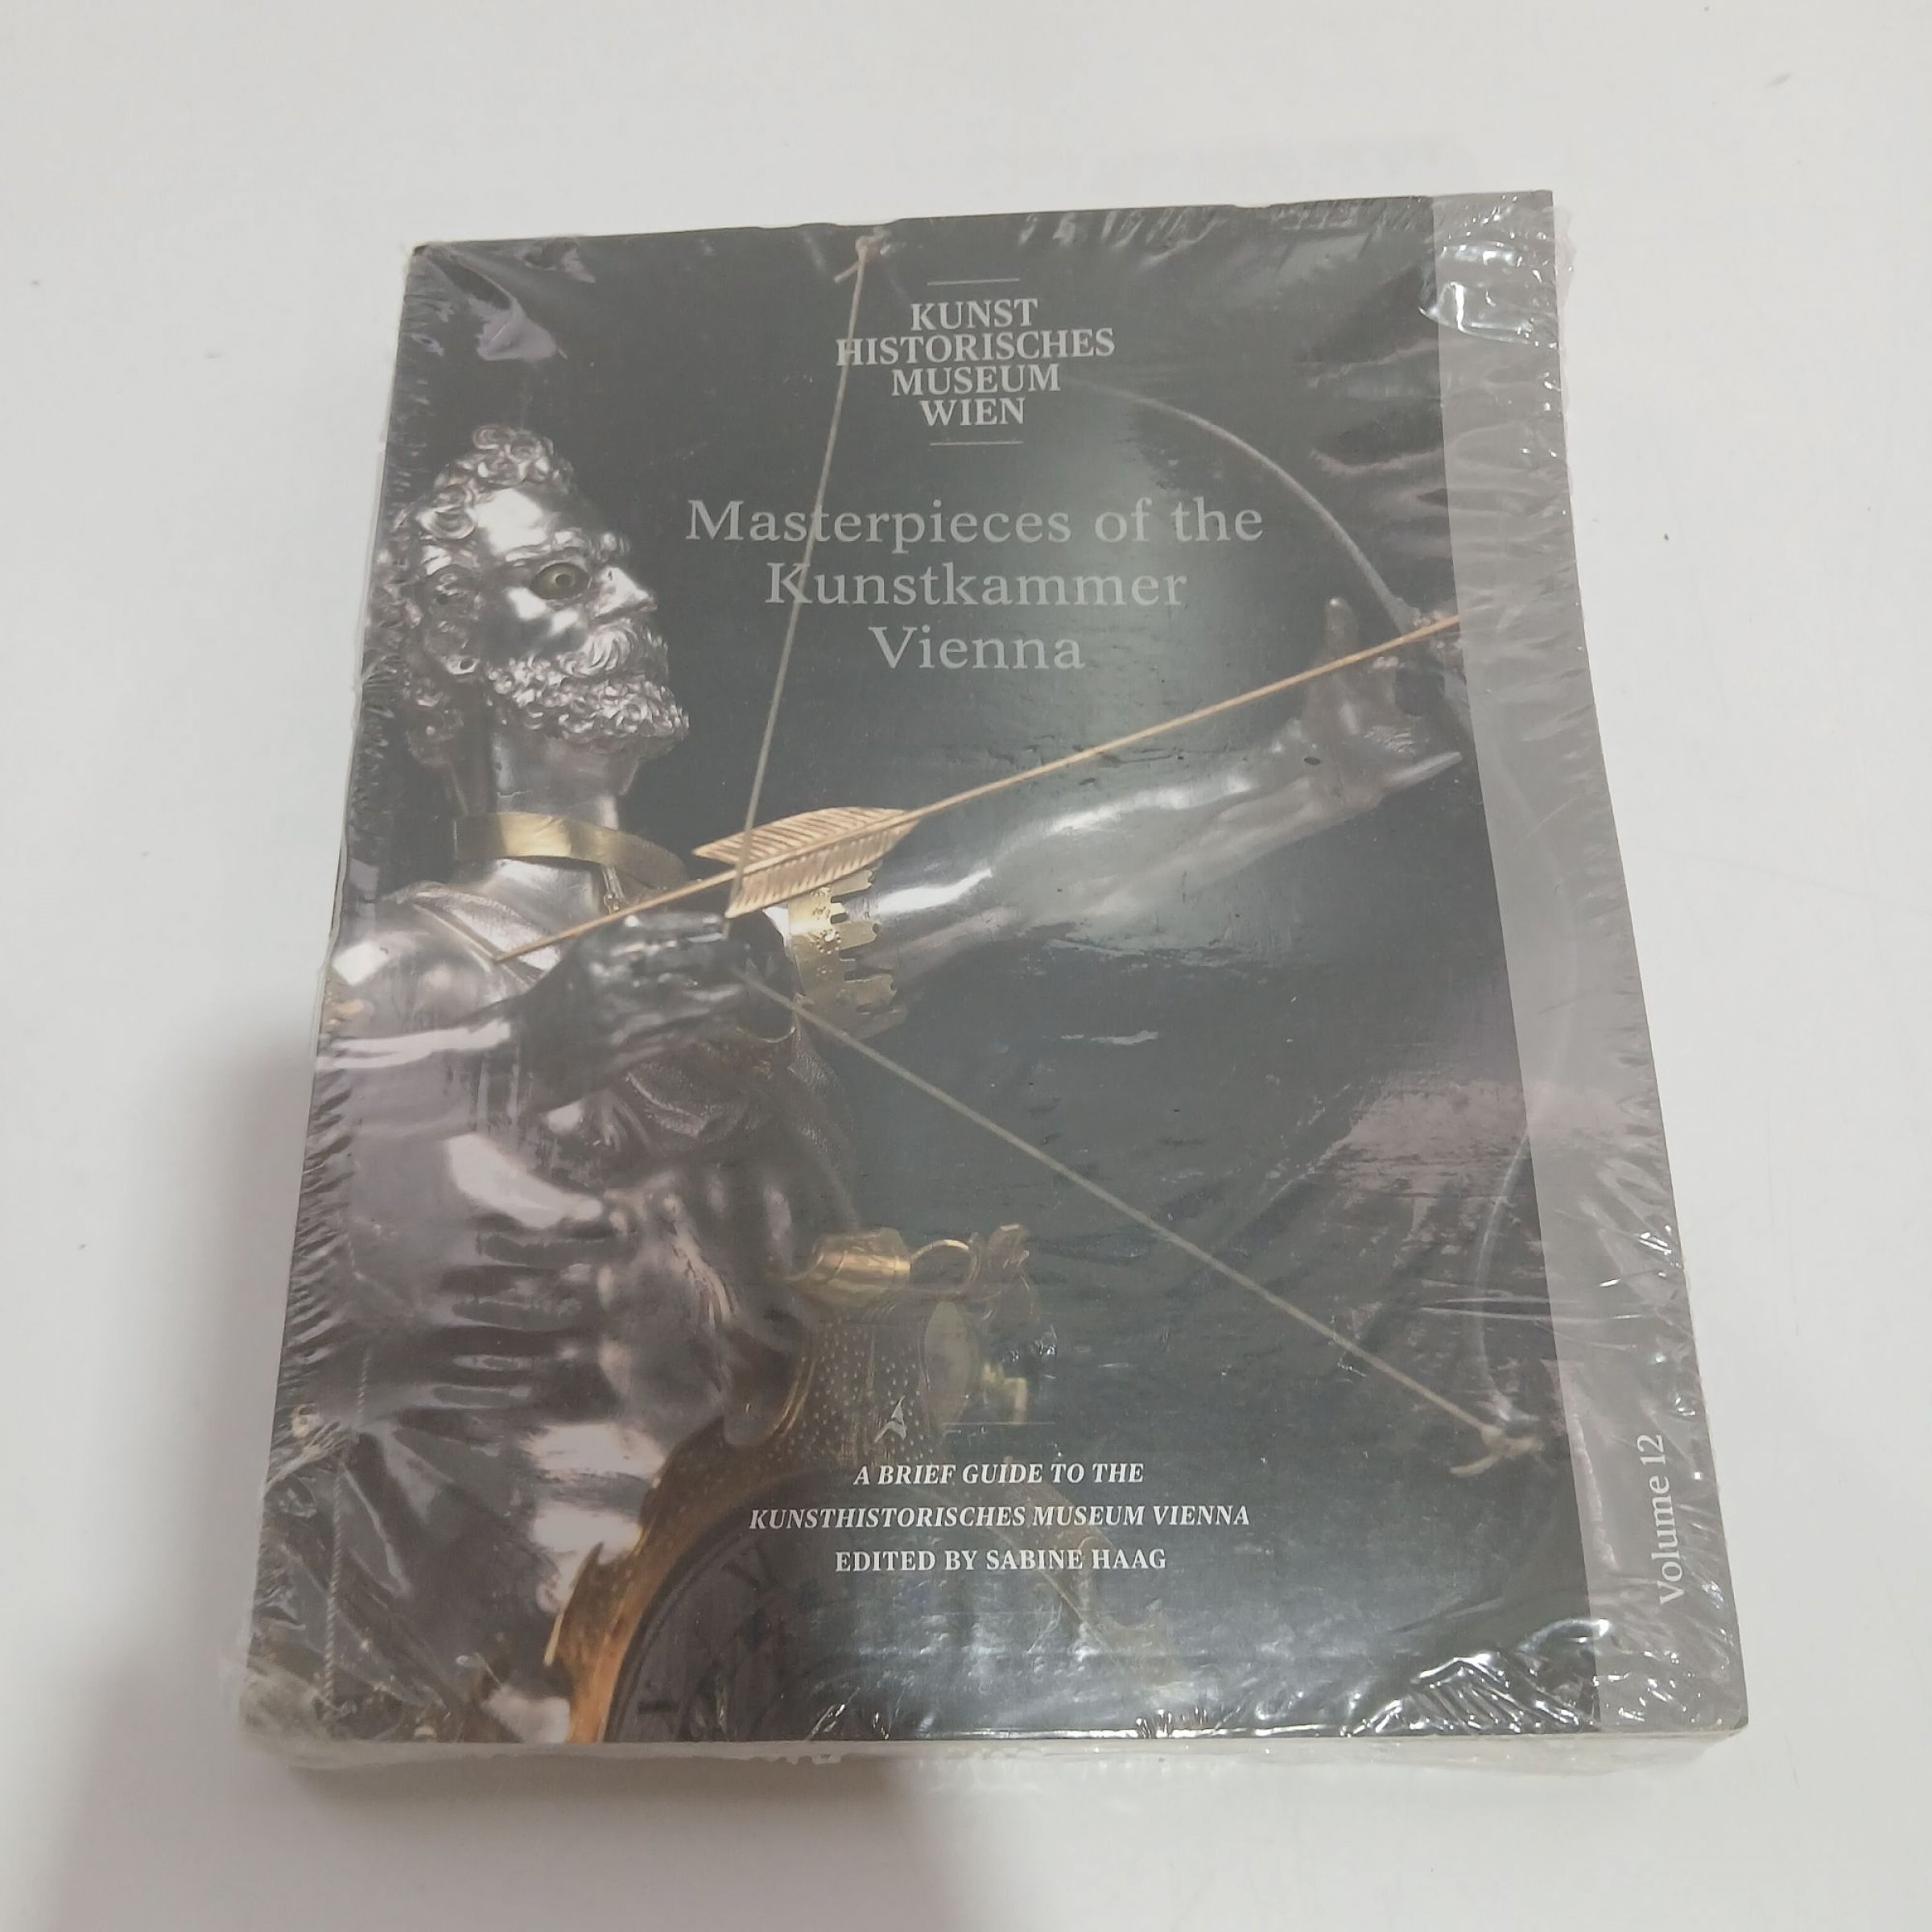 KUNST
HISTORISCHES
MUSEUM
WIEN
Masterpieces of the
Kunstkammer
Vienna
A BRIEF GUIDE TO THE
KUNSTHISTORISCHES MUSEUM VIENNA
EDITED BY SABINE HAAG
Volume 12